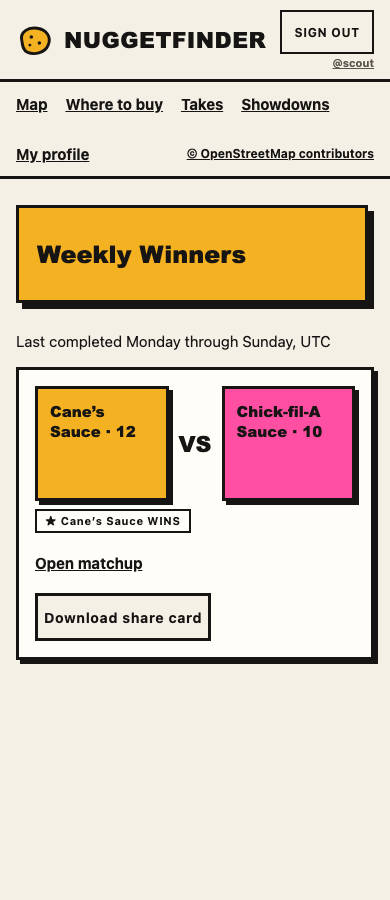 NUGGETFINDER
SIGN OUT
@scout
Map Where to buy Takes Showdowns
My profile © OpenStreetMap contributors
Weekly Winners
Last completed Monday through Sunday, UTC
Cane’s
Sauce · 12
VS
Chick-fil-A
Sauce · 10
★ Cane’s Sauce WINS
Open matchup
Download share card